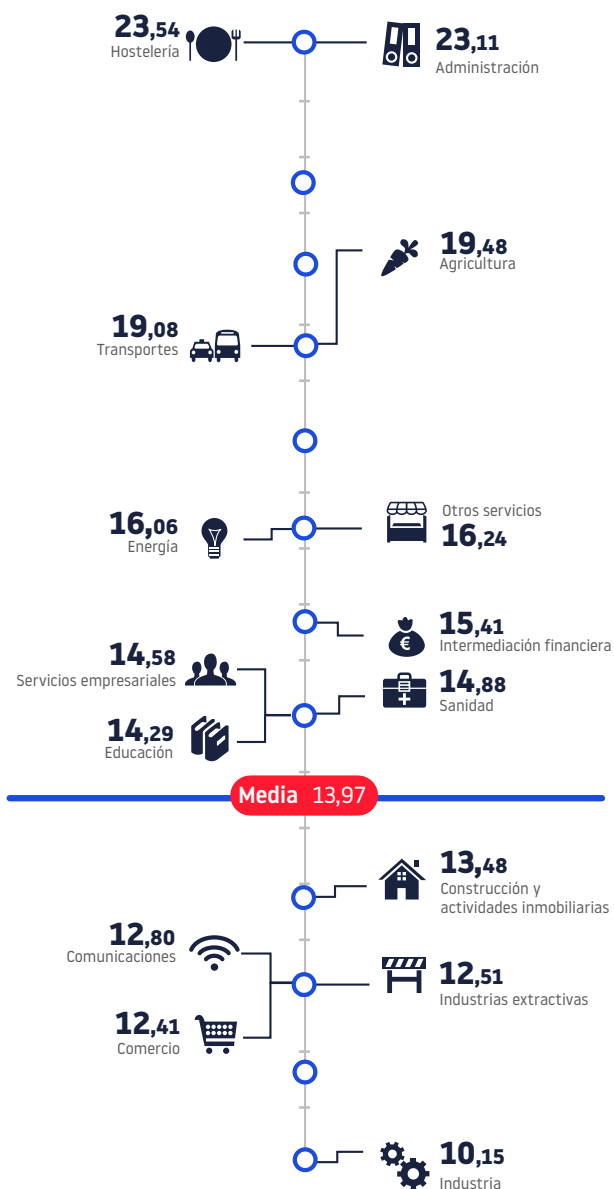 23,54
Hostelería
23,11
Administración
19,48
Agricultura
19,08
Transportes
Otros servicios
16,24
16,06
Energía
15,41
Intermediación financiera
14,58
Servicios empresariales
14,88
Sanidad
14,29
Educación
Media 13,97
13,48
Construcción y
actividades inmobiliarias
12,80
Comunicaciones
12,51
Industrias extractivas
12,41
Comercio
10,15
Industria